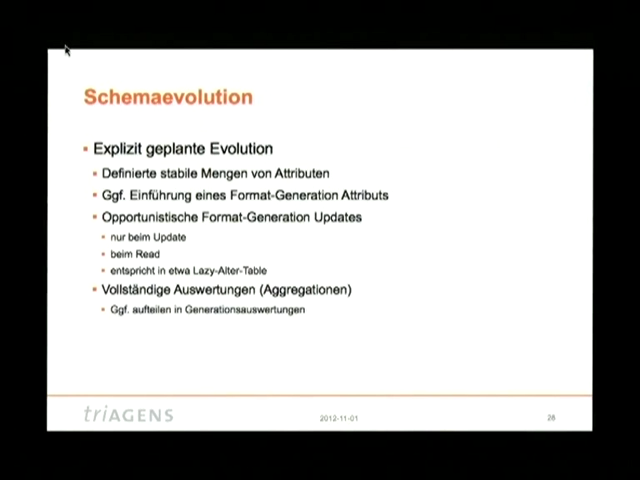 Schemaevolution
Explizit geplante Evolution
Definierte stabile Mengen von Attributen
Ggf. Einführung eines Format-Generation Attributs
Opportunistische Format-Generation Updates
nur beim Update
beim Read
entspricht in etwa Lazy-Alter-Table
Vollständige Auswertungen (Aggregationen)
Ggf. aufteilen in Generationsauswertungen
triAGENS 2012-11-01 28